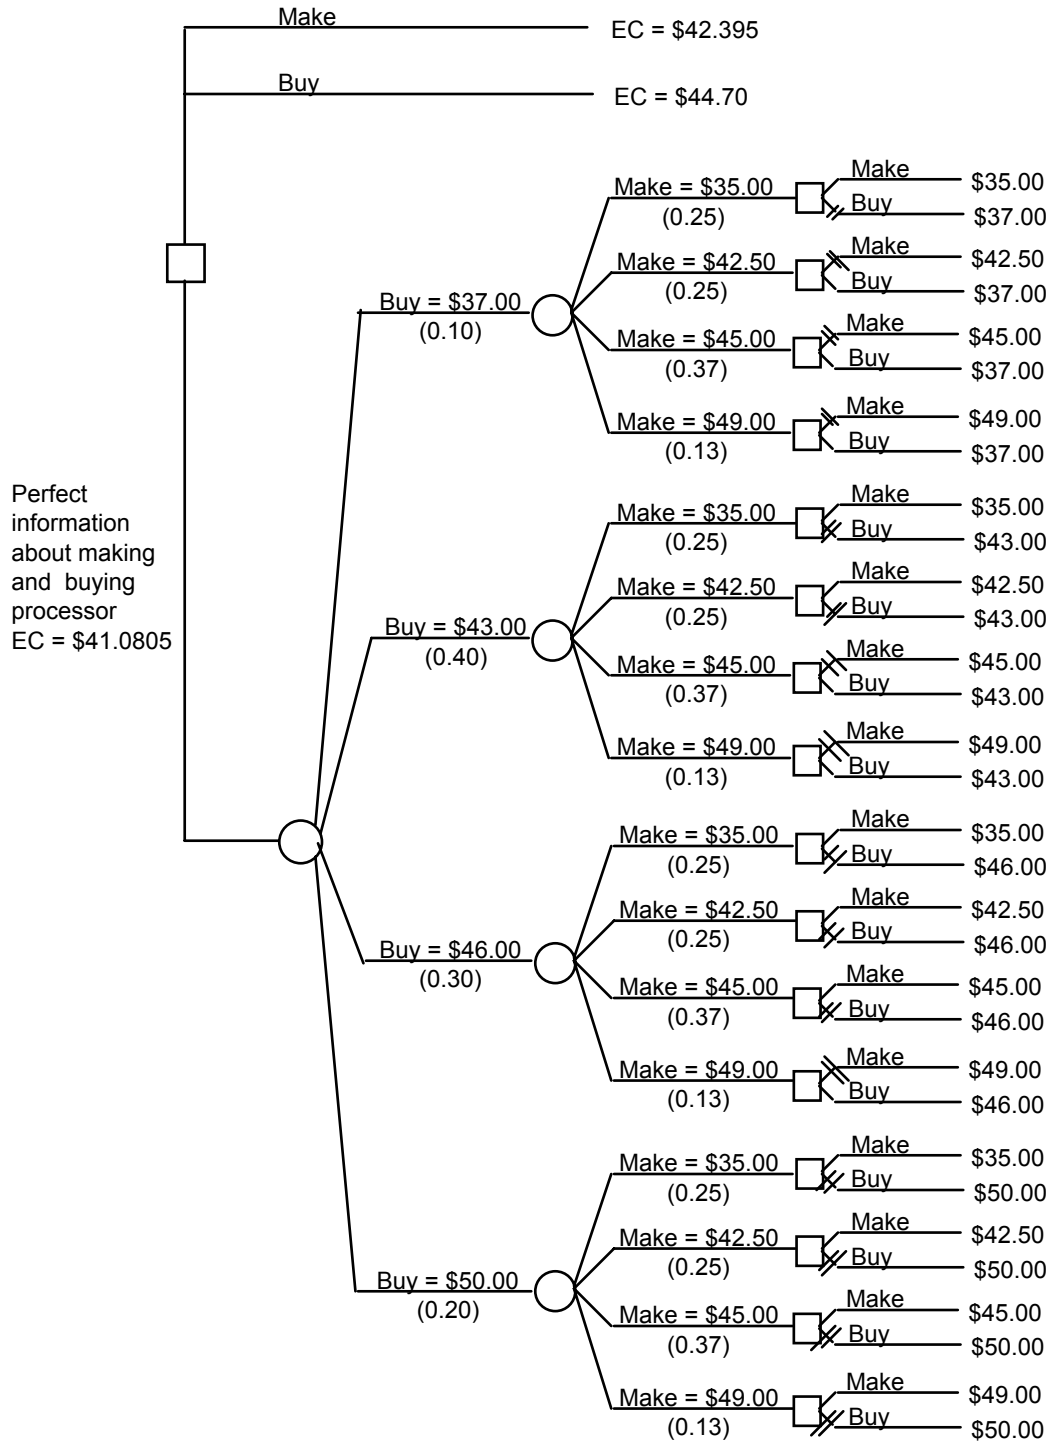 Make
EC = $42.395
Buy
EC = $44.70
Perfect
information
about making
and buying
processor
EC = $41.0805
Buy = $37.00
(0.10)
Make = $35.00
(0.25)
Make
$35.00
Buy
$37.00
Make = $42.50
(0.25)
Make
$42.50
Buy
$37.00
Make = $45.00
(0.37)
Make
$45.00
Buy
$37.00
Make = $49.00
(0.13)
Make
$49.00
Buy
$37.00
Buy = $43.00
(0.40)
Make = $35.00
(0.25)
Make
$35.00
Buy
$43.00
Make = $42.50
(0.25)
Make
$42.50
Buy
$43.00
Make = $45.00
(0.37)
Make
$45.00
Buy
$43.00
Make = $49.00
(0.13)
Make
$49.00
Buy
$43.00
Buy = $46.00
(0.30)
Make = $35.00
(0.25)
Make
$35.00
Buy
$46.00
Make = $42.50
(0.25)
Make
$42.50
Buy
$46.00
Make = $45.00
(0.37)
Make
$45.00
Buy
$46.00
Make = $49.00
(0.13)
Make
$49.00
Buy
$46.00
Buy = $50.00
(0.20)
Make = $35.00
(0.25)
Make
$35.00
Buy
$50.00
Make = $42.50
(0.25)
Make
$42.50
Buy
$50.00
Make = $45.00
(0.37)
Make
$45.00
Buy
$50.00
Make = $49.00
(0.13)
Make
$49.00
Buy
$50.00